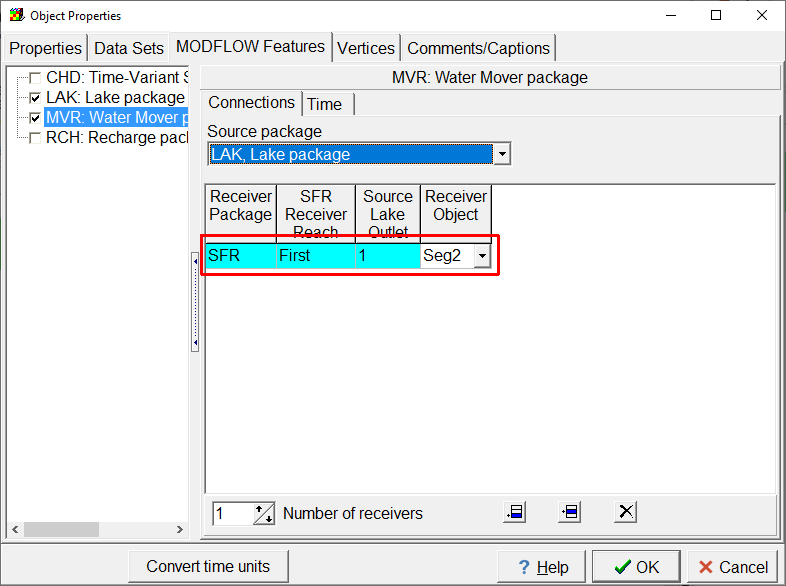 Object Properties
Properties
Data Sets
MODFLOW Features
Vertices
Comments/Captions
CHD: Time-Variant S
LAK: Lake package
MVR: Water Mover p
RCH: Recharge pac
MVR: Water Mover package
Connections
Time
Source package
LAK, Lake package
Receiver
Package
SFR
Receiver
Reach
Source
Lake
Outlet
Receiver
Object
SFR
First
1
Seg2
1
Number of receivers
Convert time units
? Help
OK
Cancel